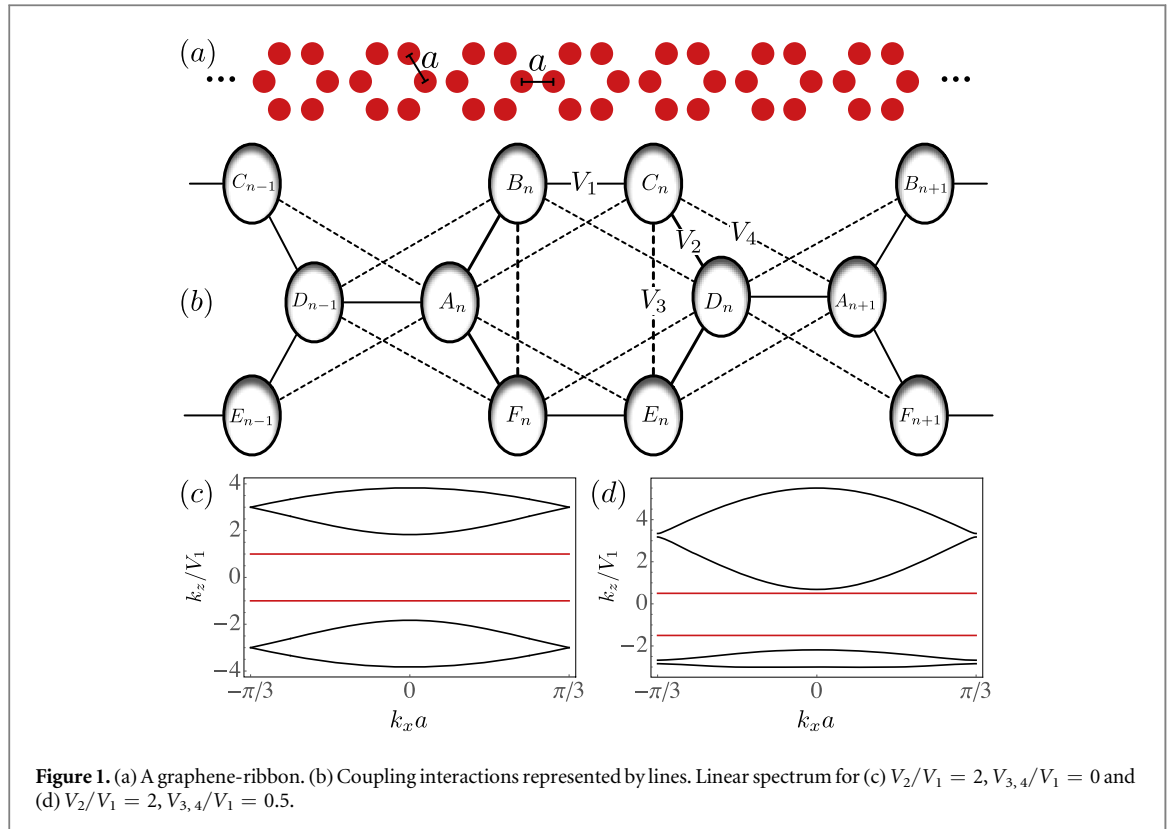 (a)
a
a
... ...
(b)
C_{n-1} B_n V_1 C_n B_{n+1}
V_2 V_4
D_{n-1} A_n V_3 D_n A_{n+1}
E_{n-1} F_n E_n F_{n+1}
(c)
k_z/V_1
4
2
0
−2
−4
−π/3 0 π/3
k_x a
(d)
k_z/V_1
4
2
0
−2
−π/3 0 π/3
k_x a
Figure 1. (a) A graphene-ribbon. (b) Coupling interactions represented by lines. Linear spectrum for (c) V_2/V_1 = 2, V_{3, 4}/V_1 = 0 and
(d) V_2/V_1 = 2, V_{3, 4}/V_1 = 0.5.